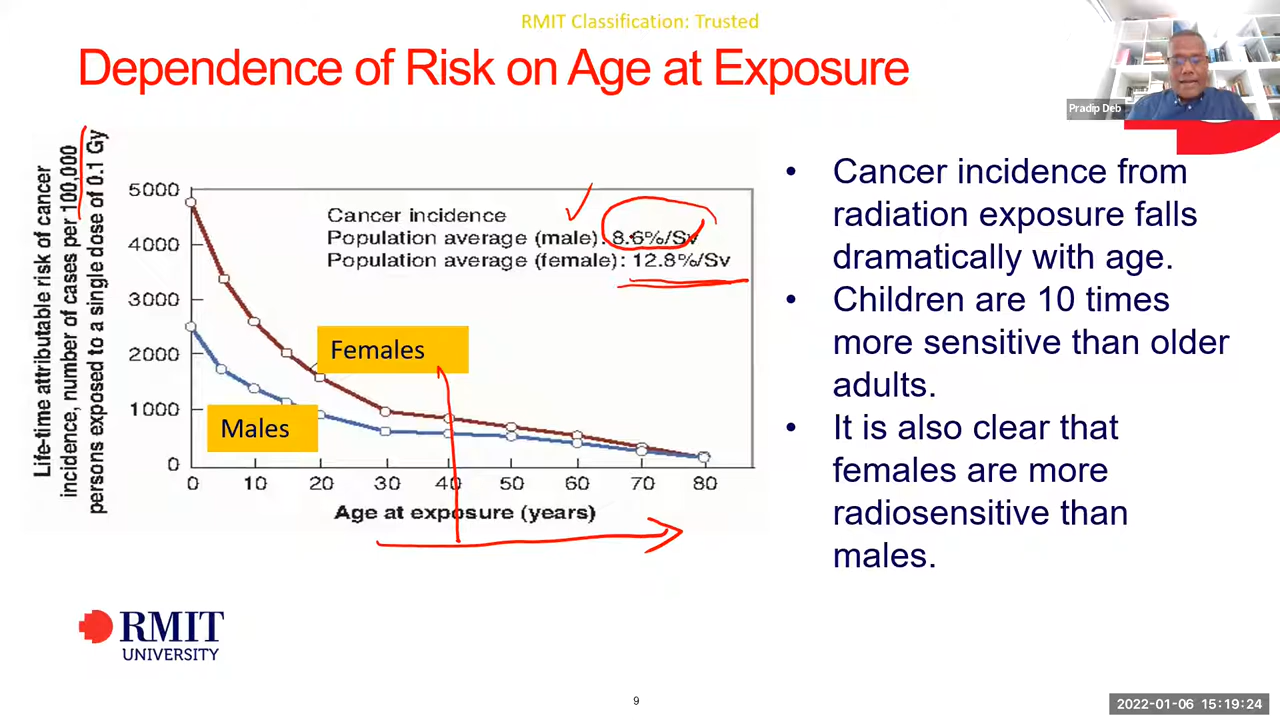 RMIT Classification: Trusted
Dependence of Risk on Age at Exposure
Pradip Deb
Life-time attributable risk of cancer
incidence, number of cases per 100,000
persons exposed to a single dose of 0.1 Gy
5000
4000
3000
2000
1000
0
Cancer incidence
Population average (male): 8.6%/Sv
Population average (female): 12.8%/Sv
Females
Males
0 10 20 30 40 50 60 70 80
Age at exposure (years)
• Cancer incidence from
radiation exposure falls
dramatically with age.
• Children are 10 times
more sensitive than older
adults.
• It is also clear that
females are more
radiosensitive than
males.
RMIT
UNIVERSITY
9
2022-01-06 15:19:24